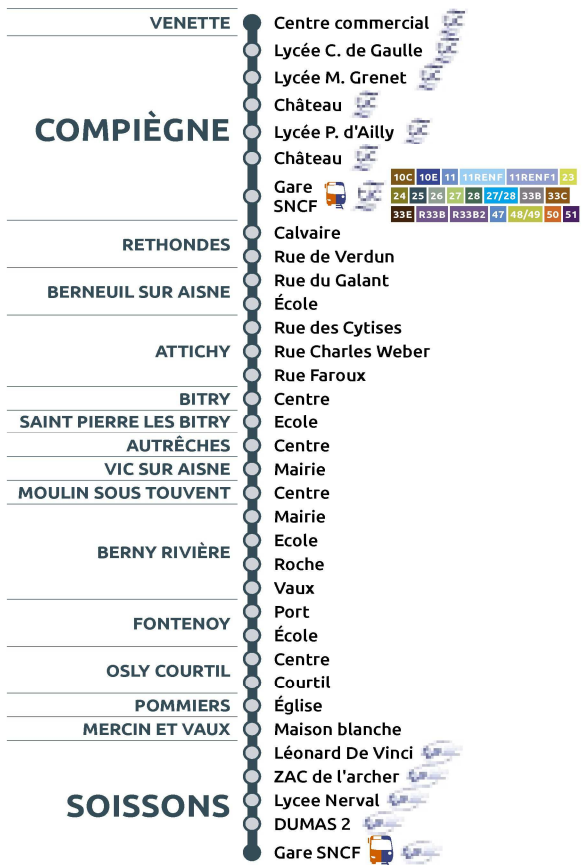 VENETTE
Centre commercial
COMPIÈGNE
Lycée C. de Gaulle
Lycée M. Grenet
Château
Lycée P. d'Ailly
Château
Gare
SNCF
10C 10E 11 11RENF 11RENF1 23
24 25 26 27 28 27/28 33B 33C
33E R33B R33B2 47 48/49 50 51
RETHONDES
Calvaire
Rue de Verdun
BERNEUIL SUR AISNE
Rue du Galant
École
ATTICHY
Rue des Cytises
Rue Charles Weber
Rue Faroux
BITRY
Centre
SAINT PIERRE LES BITRY
Ecole
AUTRÊCHES
Centre
VIC SUR AISNE
Mairie
MOULIN SOUS TOUVENT
Centre
BERNY RIVIÈRE
Mairie
Ecole
Roche
Vaux
FONTENOY
Port
École
OSLY COURTIL
Centre
Courtil
POMMIERS
Église
MERCIN ET VAUX
Maison blanche
SOISSONS
Léonard De Vinci
ZAC de l'archer
Lycee Nerval
DUMAS 2
Gare SNCF